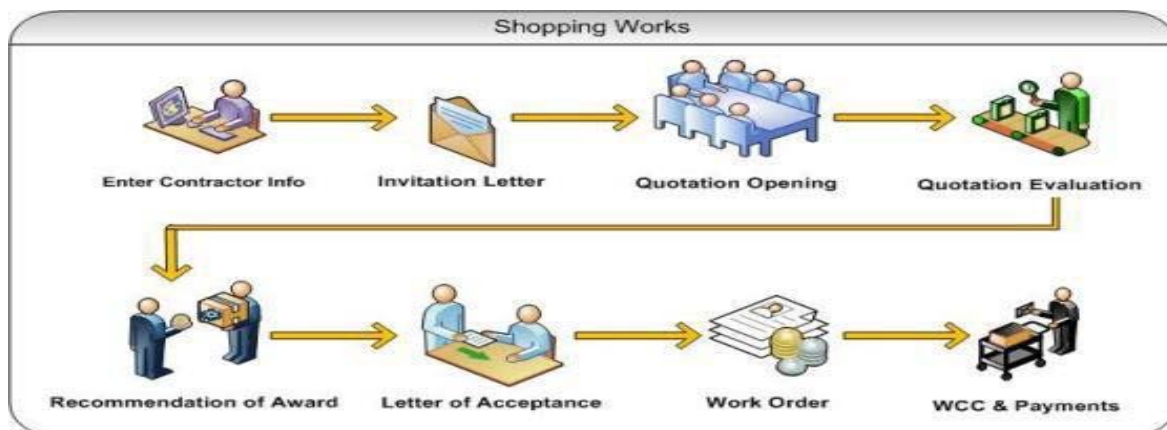 Shopping Works
Enter Contractor Info
Invitation Letter
Quotation Opening
Quotation Evaluation
Recommendation of Award
Letter of Acceptance
Work Order
WCC & Payments